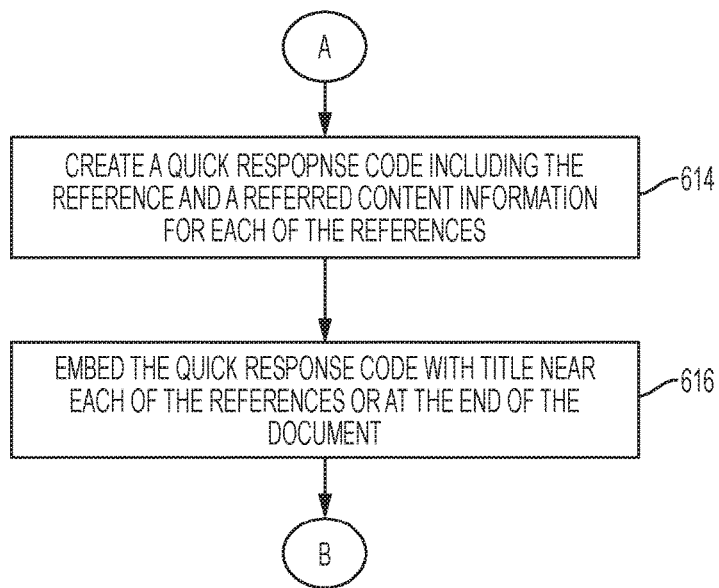 A
CREATE A QUICK RESPOPNSE CODE INCLUDING THE
REFERENCE AND A REFERRED CONTENT INFORMATION
FOR EACH OF THE REFERENCES
614
EMBED THE QUICK RESPONSE CODE WITH TITLE NEAR
EACH OF THE REFERENCES OR AT THE END OF THE
DOCUMENT
616
B